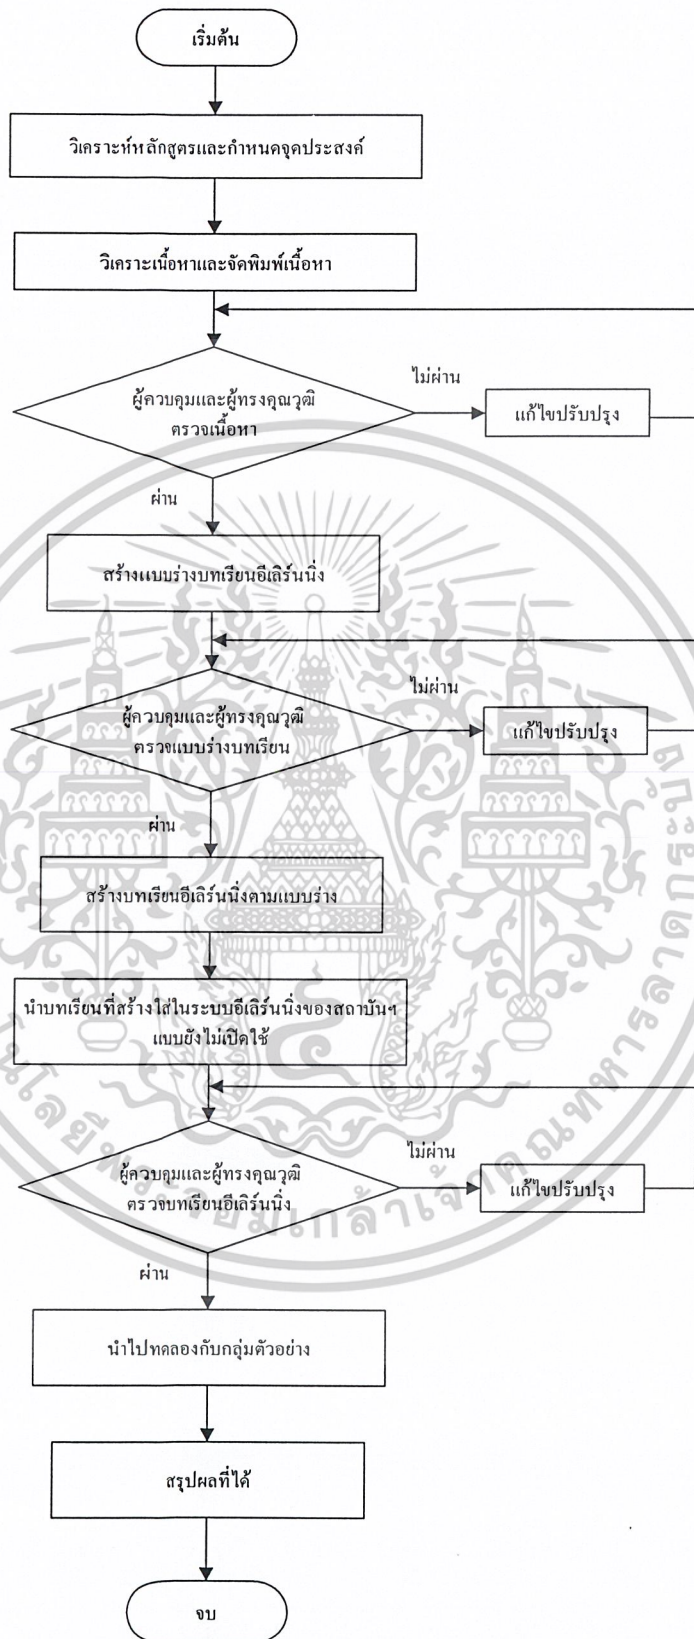 เริ่มต้น
วิเคราะห์หลักสูตรและกำหนดจุดประสงค์
วิเคราะเนื้อหาและจัดพิมพ์เนื้อหา
ผู้ควบคุมและผู้ทรงคุณวุฒิ
ตรวจเนื้อหา
ไม่ผ่าน
แก้ไขปรับปรุง
ผ่าน
สร้างแบบร่างบทเรียนอีเลิร์นนิ่ง
ผู้ควบคุมและผู้ทรงคุณวุฒิ
ตรวจแบบร่างบทเรียน
ไม่ผ่าน
แก้ไขปรับปรุง
ผ่าน
สร้างบทเรียนอีเลิร์นนิ่งตามแบบร่าง
นำบทเรียนที่สร้างใส่ในระบบอีเลิร์นนิ่งของสถาบันฯ
แบบยังไม่เปิดใช้
ผู้ควบคุมและผู้ทรงคุณวุฒิ
ตรวจบทเรียนอีเลิร์นนิ่ง
ไม่ผ่าน
แก้ไขปรับปรุง
ผ่าน
นำไปทดลองกับกลุ่มตัวอย่าง
สรุปผลที่ได้
จบ